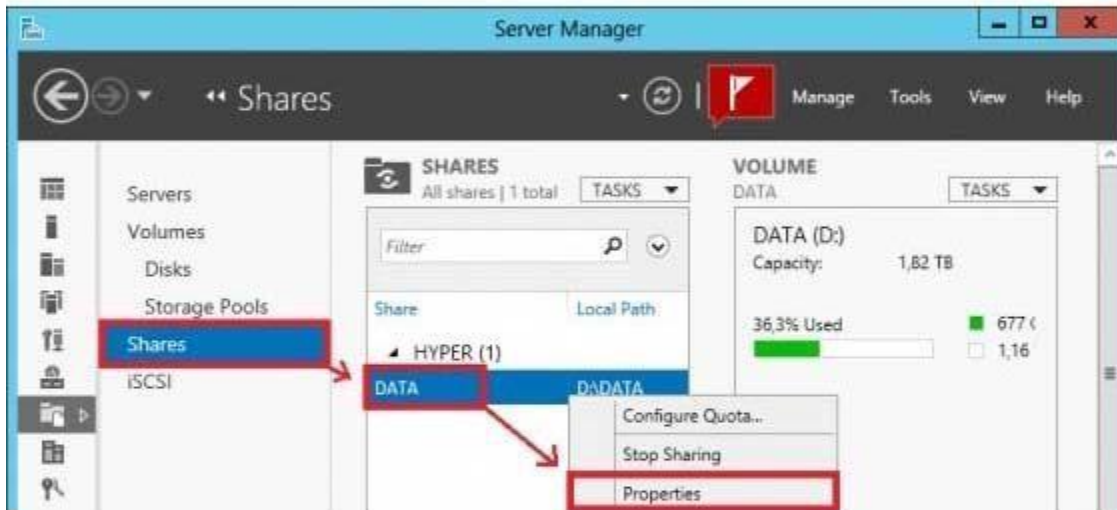 Server Manager
Shares
Manage Tools View Help
Servers
Volumes
Disks
Storage Pools
Shares
iSCSI
SHARES
All shares | 1 total
TASKS
Filter
Share Local Path
HYPER (1)
DATA D:\DATA
Configure Quota...
Stop Sharing
Properties
VOLUME
DATA
TASKS
DATA (D:)
Capacity: 1,82 TB
36,3% Used
677
1,16